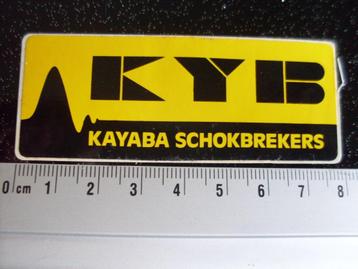 KYB
KAYABA SCHOKBREKERS
0 cm 1 2 3 4 5 6 7 8